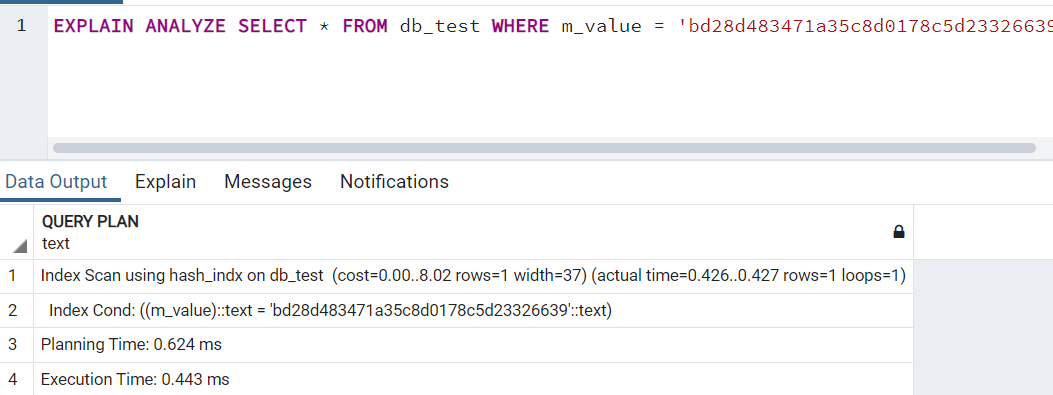 1 EXPLAIN ANALYZE SELECT * FROM db_test WHERE m_value = 'bd28d483471a35c8d0178c5d23326639
Data Output Explain Messages Notifications
QUERY PLAN
text
1 Index Scan using hash_indx on db_test (cost=0.00..8.02 rows=1 width=37) (actual time=0.426..0.427 rows=1 loops=1)
2 Index Cond: ((m_value)::text = 'bd28d483471a35c8d0178c5d23326639'::text)
3 Planning Time: 0.624 ms
4 Execution Time: 0.443 ms